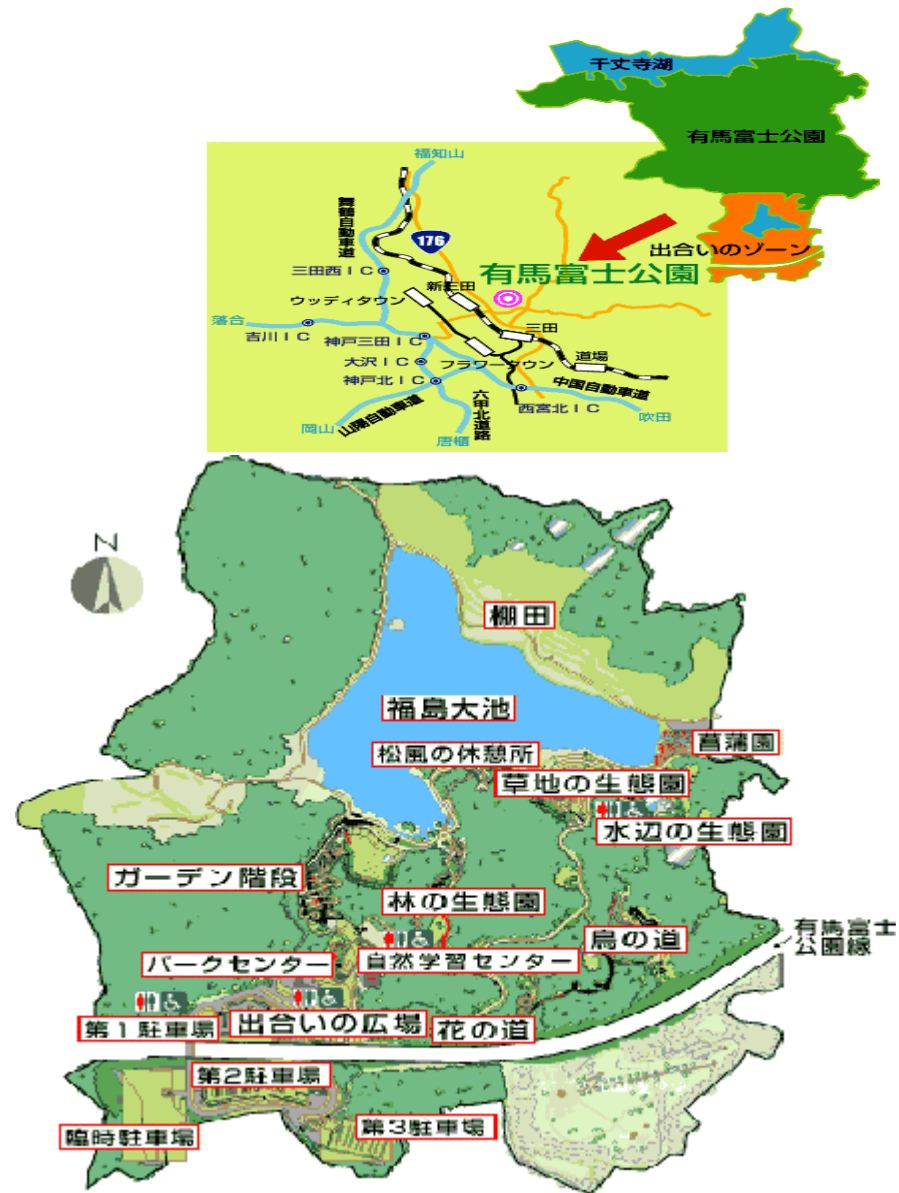 千丈寺湖
有馬富士公園
出合いのゾーン
福知山
舞鶴自動車道
176
三田西IC
有馬富士公園
新三田
ウッディタウン
落合
吉川IC
神戸三田IC
三田
道場
大沢IC
フラワータウン
神戸北IC
中国自動車道
西宮北IC
吹田
六甲北道路
山陽自動車道
岡山
唐櫃
N
棚田
福島大池
菖蒲園
松風の休憩所
草地の生態園
水辺の生態園
ガーデン階段
林の生態園
鳥の道
有馬富士
公園線
パークセンター
自然学習センター
第1駐車場
出合いの広場
花の道
第2駐車場
第3駐車場
臨時駐車場